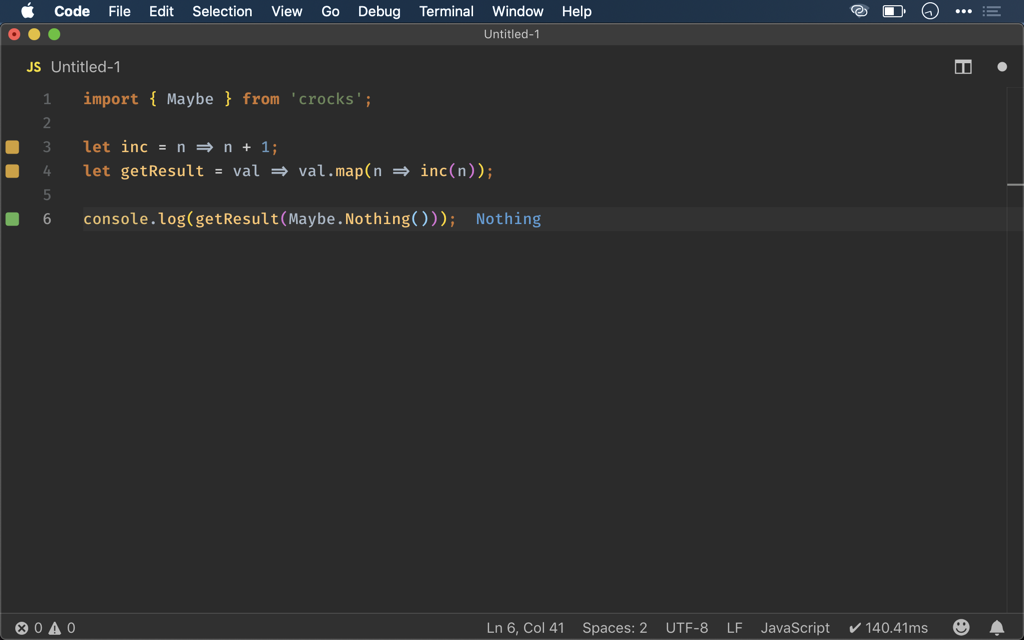 Code File Edit Selection View Go Debug Terminal Window Help
Untitled-1
JS Untitled-1
1 import { Maybe } from 'crocks';
2
3 let inc = n => n + 1;
4 let getResult = val => val.map(n => inc(n));
5
6 console.log(getResult(Maybe.Nothing())); Nothing
0 0 Ln 6, Col 41 Spaces: 2 UTF-8 LF JavaScript ✔ 140.41ms